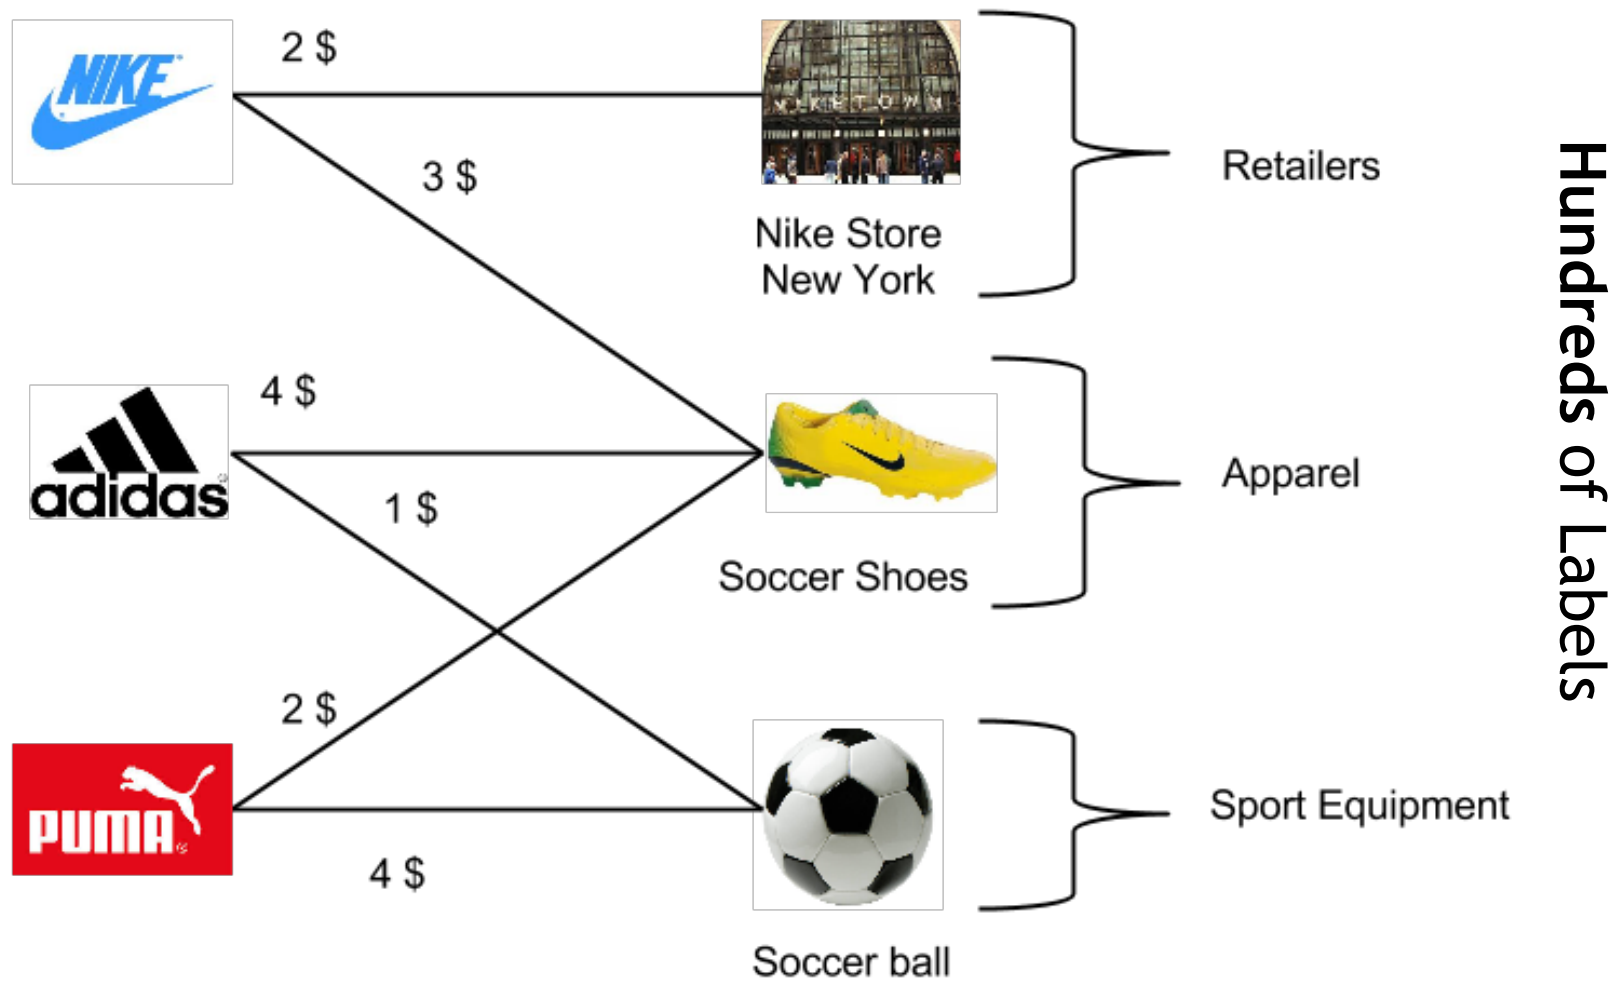 NIKE
2 $
NIKETOWN
3 $
Nike Store
New York
Retailers
4 $
adidas
1 $
Soccer Shoes
Apparel
2 $
PUMA
4 $
Soccer ball
Sport Equipment
Hundreds of Labels